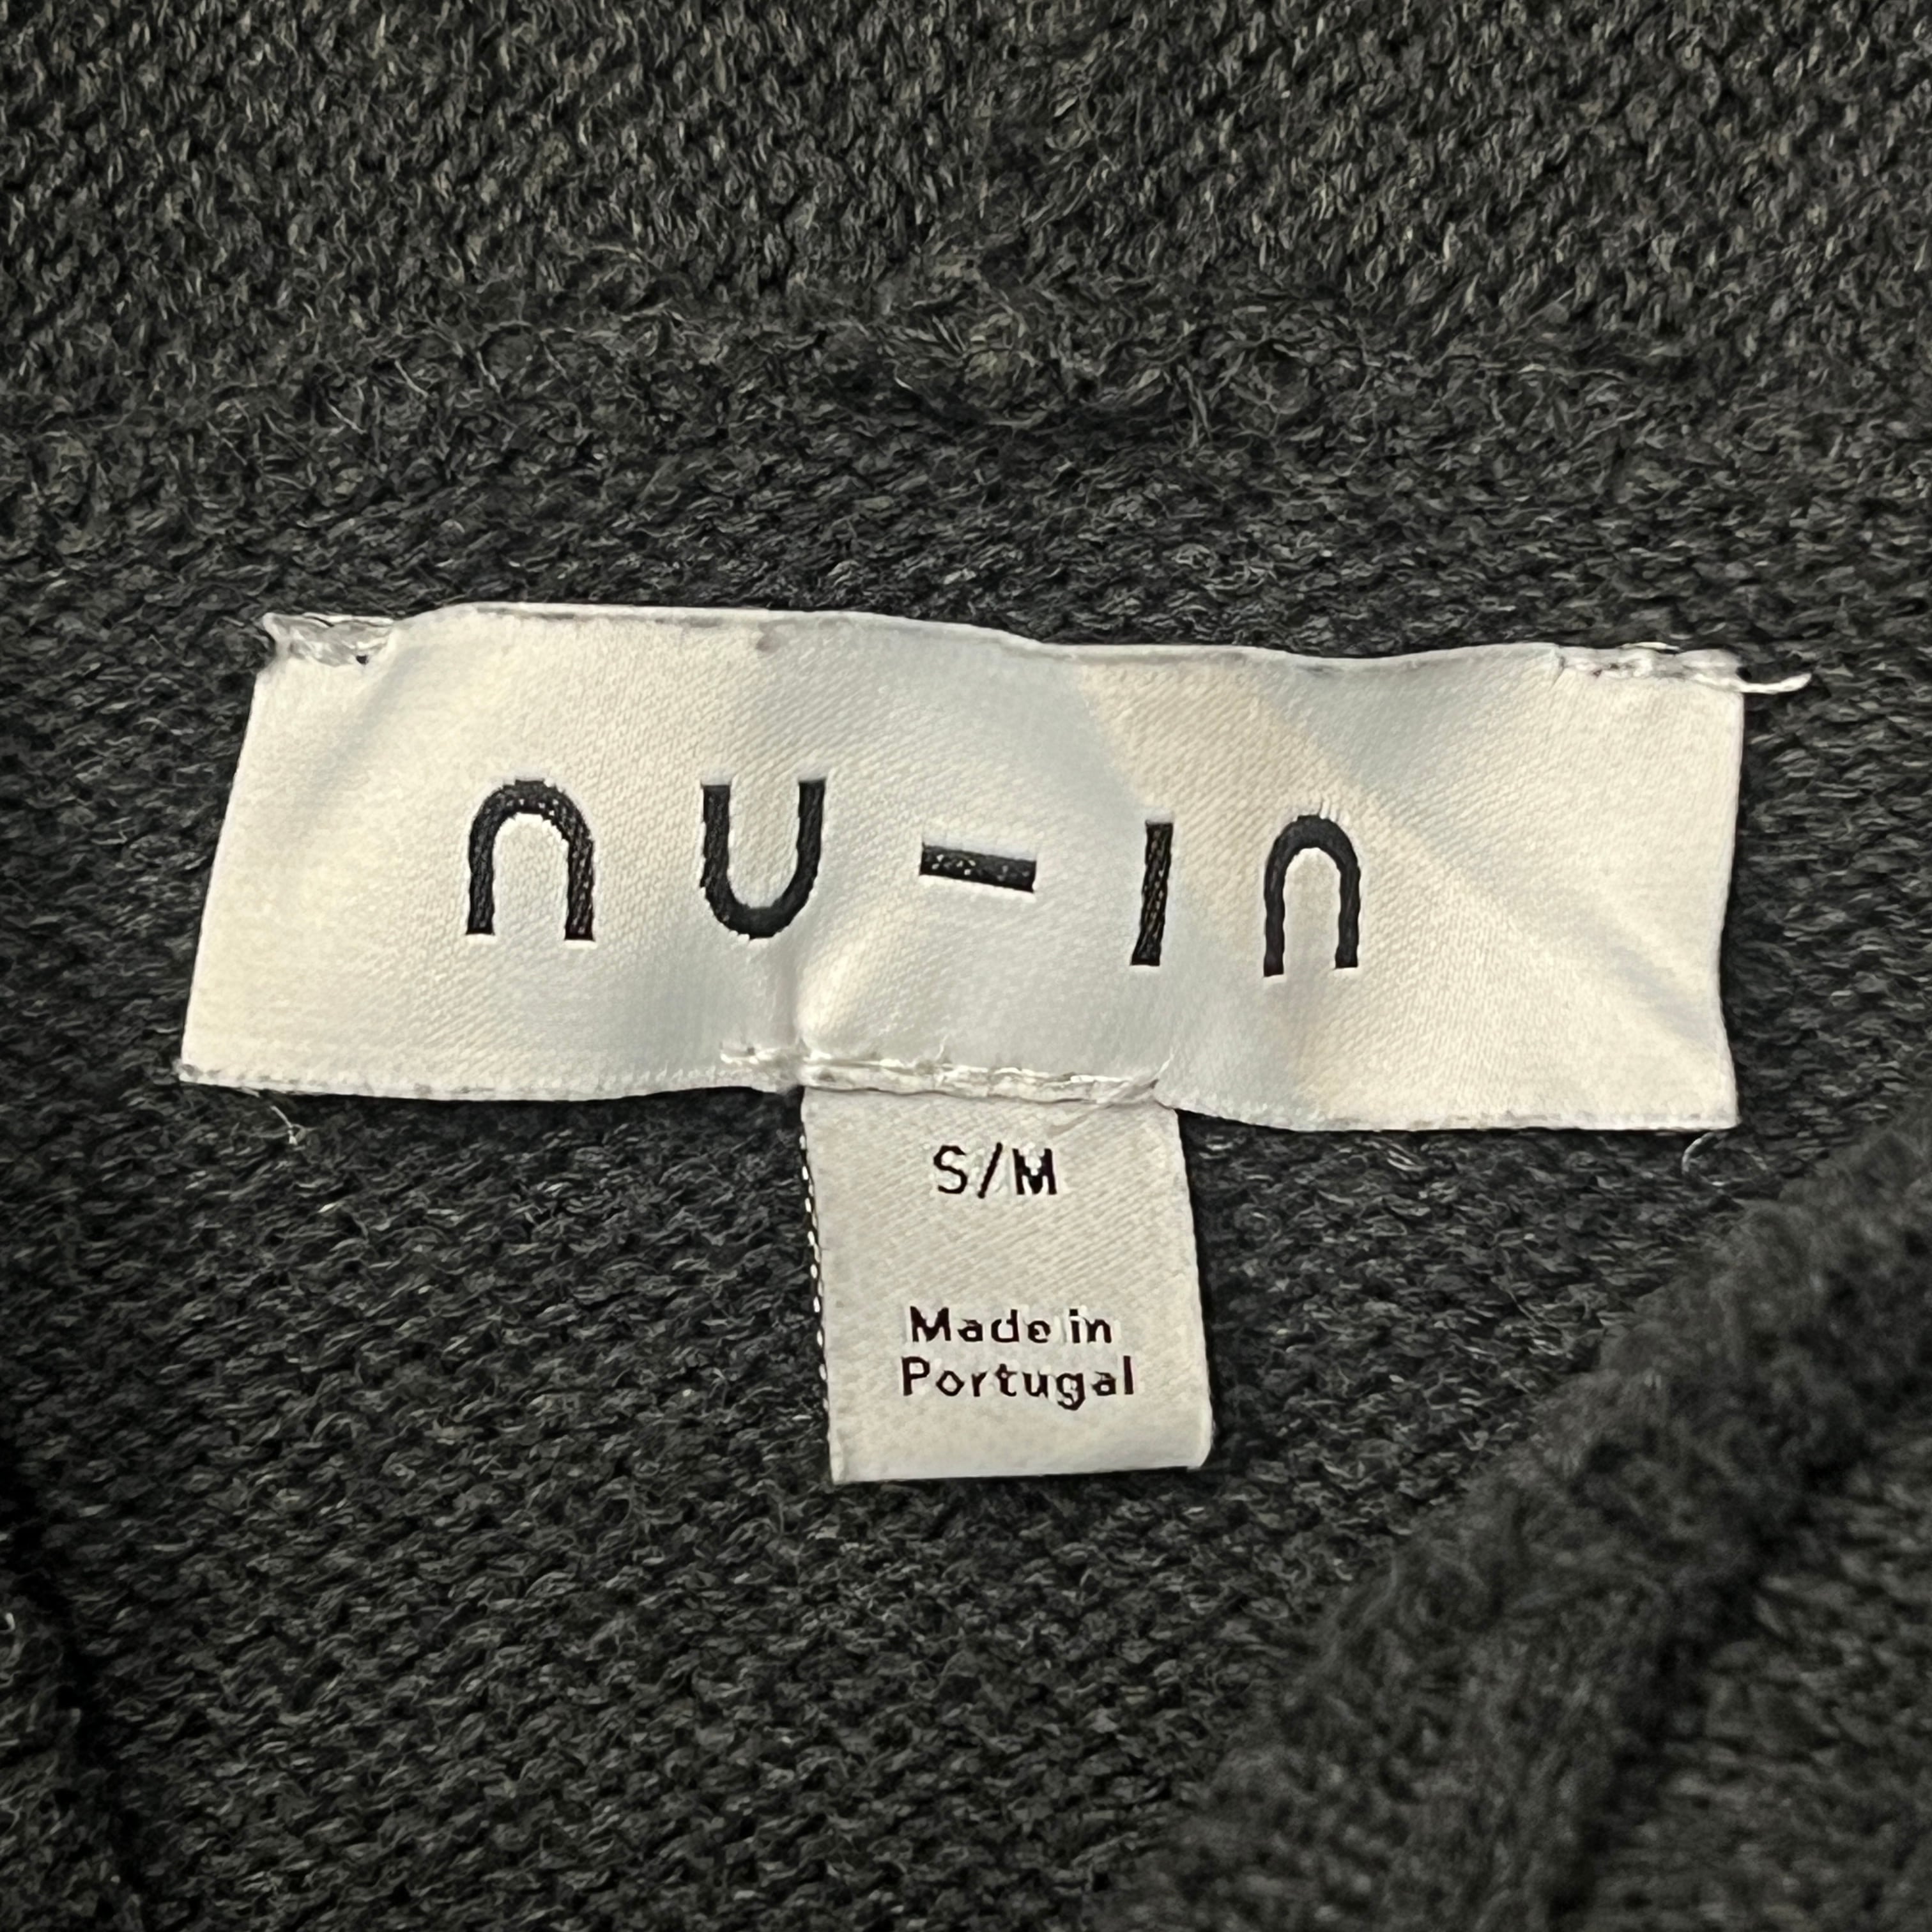 nu-in
S/M
Made in
Portugal